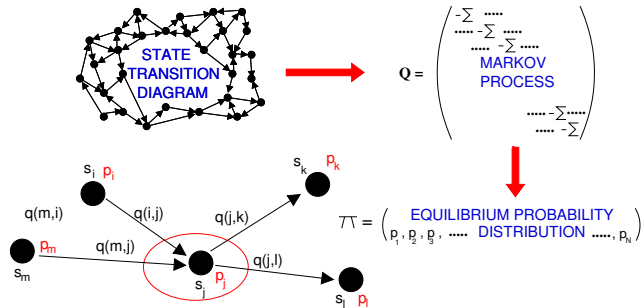 STATE
TRANSITION
DIAGRAM
Q =
-∑ .....
..... -∑ .....
..... -∑ .....
MARKOV
PROCESS
..... -∑ .....
..... -∑
s_i p_i
s_k p_k
q(m,i)
q(i,j)
q(j,k)
p_m
s_m
q(m,j)
p_j
s_j
q(j,l)
s_l p_l
π = ( p_1, p_2, p_3, ..... ....., p_N )
EQUILIBRIUM PROBABILITY
DISTRIBUTION